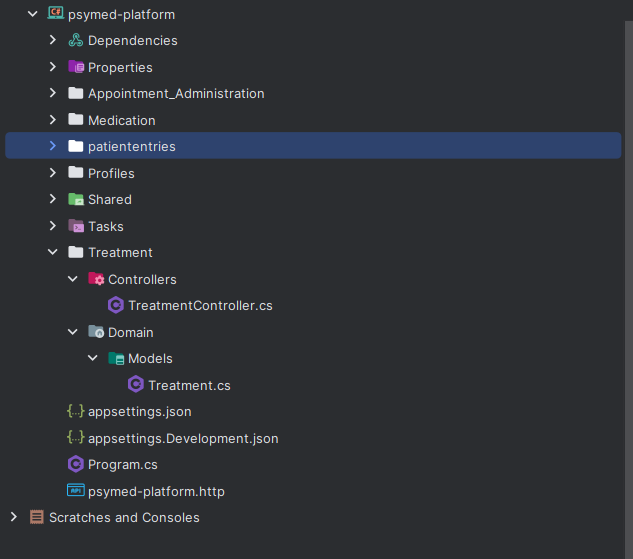 psymed-platform
Dependencies
Properties
Appointment_Administration
Medication
patiententries
Profiles
Shared
Tasks
Treatment
Controllers
TreatmentController.cs
Domain
Models
Treatment.cs
appsettings.json
appsettings.Development.json
Program.cs
psymed-platform.http
Scratches and Consoles